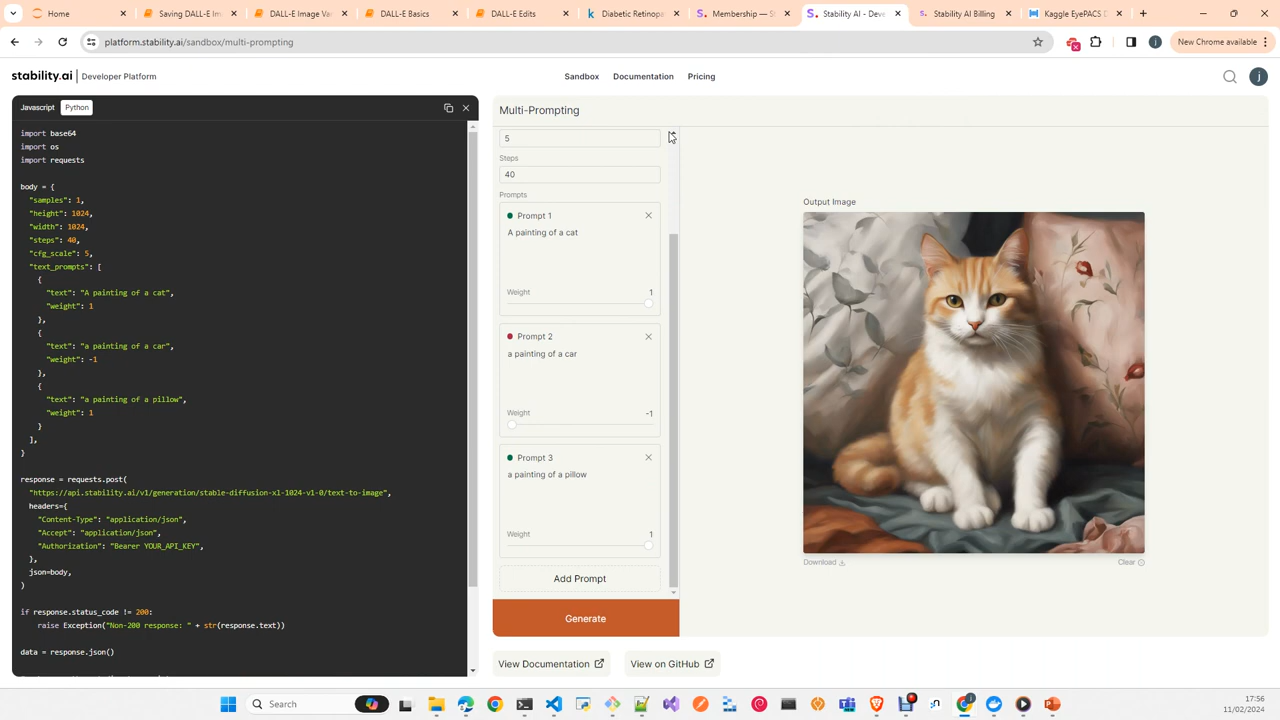 Home
Saving DALL-E Im
DALL-E Image Va
DALL-E Basics
DALL-E Edits
Diabetic Retinopa
Membership — S
Stability AI - Deve
Stability AI Billing
Kaggle EyePACS D
platform.stability.ai/sandbox/multi-prompting
New Chrome available
stability.ai | Developer Platform
Sandbox
Documentation
Pricing
j
Javascript
Python
import base64
import os
import requests
body = {
"samples": 1,
"height": 1024,
"width": 1024,
"steps": 40,
"cfg_scale": 5,
"text_prompts": [
{
"text": "A painting of a cat",
"weight": 1
},
{
"text": "a painting of a car",
"weight": -1
},
{
"text": "a painting of a pillow",
"weight": 1
}
],
}
response = requests.post(
"https://api.stability.ai/v1/generation/stable-diffusion-xl-1024-v1-0/text-to-image",
headers={
"Content-Type": "application/json",
"Accept": "application/json",
"Authorization": "Bearer YOUR_API_KEY",
},
json=body,
)
if response.status_code != 200:
raise Exception("Non-200 response: " + str(response.text))
data = response.json()
Multi-Prompting
5
Steps
40
Prompts
Prompt 1
A painting of a cat
Weight 1
Prompt 2
a painting of a car
Weight -1
Prompt 3
a painting of a pillow
Weight 1
Add Prompt
Generate
Output Image
Download
Clear
View Documentation
View on GitHub
Search
17:56
11/02/2024